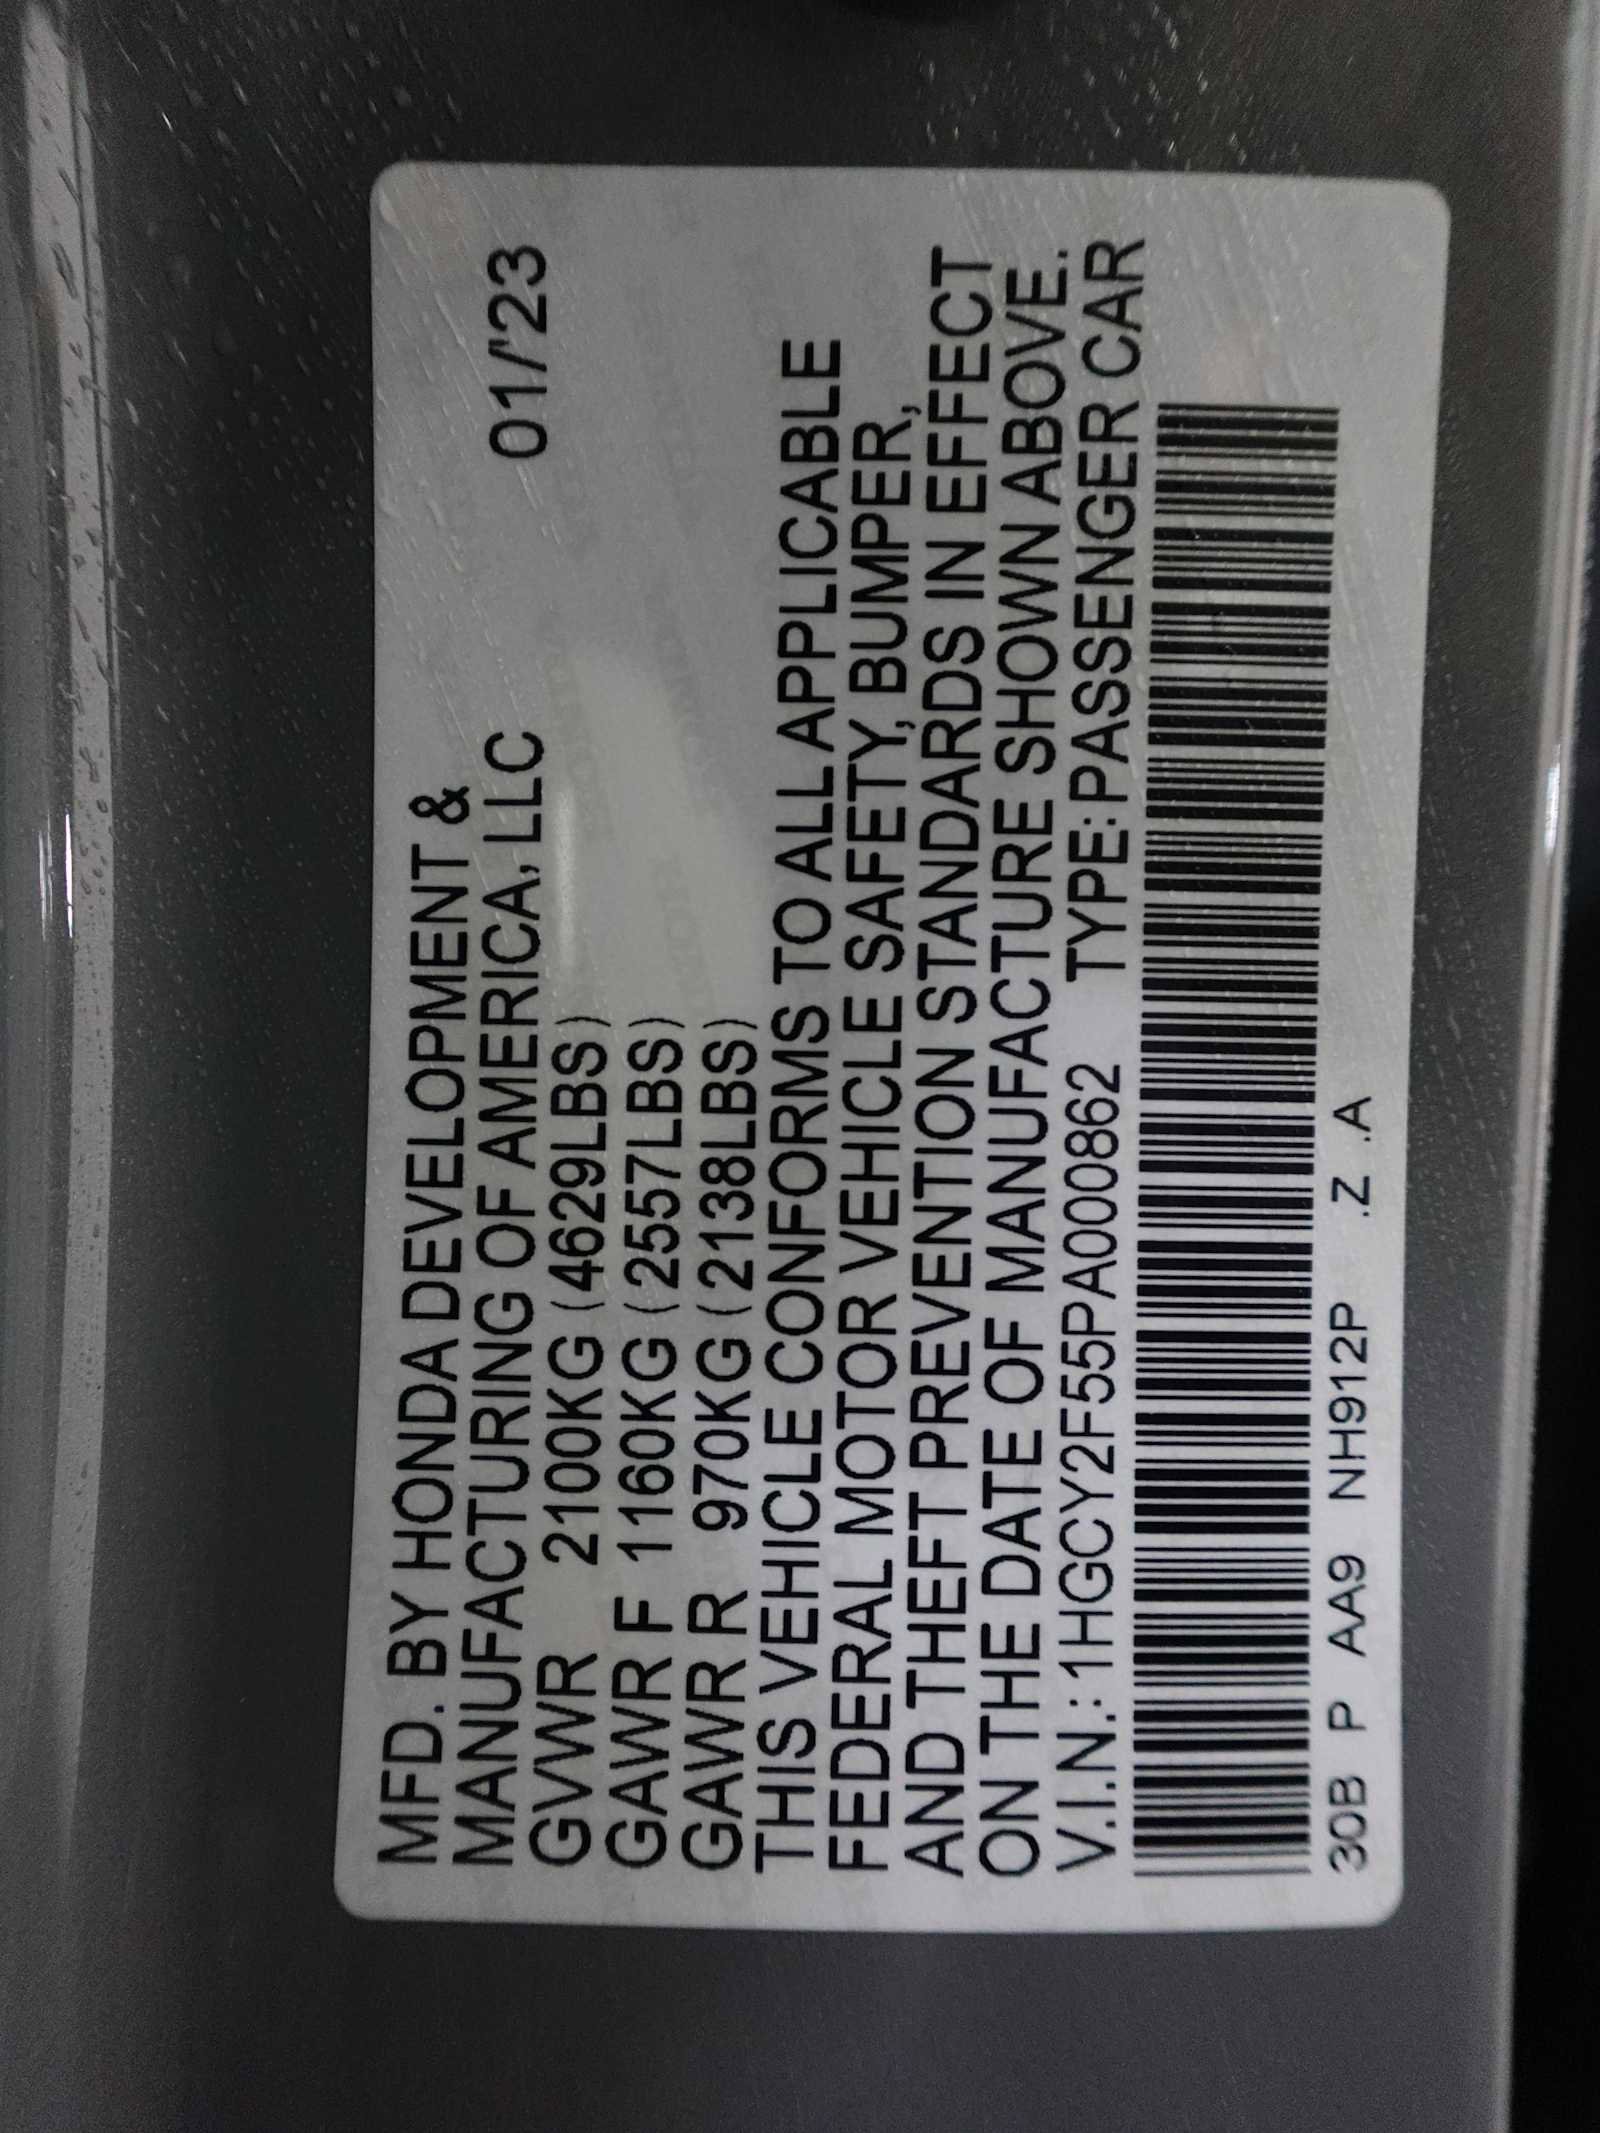 MFD. BY HONDA DEVELOPMENT &
MANUFACTURING OF AMERICA, LLC 01/'23
GVWR 2100KG (4629LBS)
GAWR F 1160KG (2557LBS)
GAWR R 970KG (2138LBS)
THIS VEHICLE CONFORMS TO ALL APPLICABLE
FEDERAL MOTOR VEHICLE SAFETY, BUMPER,
AND THEFT PREVENTION STANDARDS IN EFFECT
ON THE DATE OF MANUFACTURE SHOWN ABOVE.
V.I.N.: 1HGCY2F55PA000862 TYPE: PASSENGER CAR
30B P AA9 NH912P .Z .A